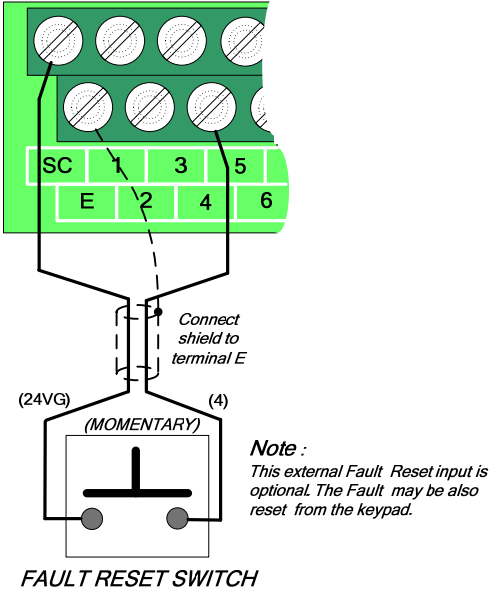 SC 1 3 5
E 2 4 6
Connect
shield to
terminal E
(24VG) (4)
(MOMENTARY)
Note :
This external Fault Reset input is
optional. The Fault may be also
reset from the keypad.
FAULT RESET SWITCH